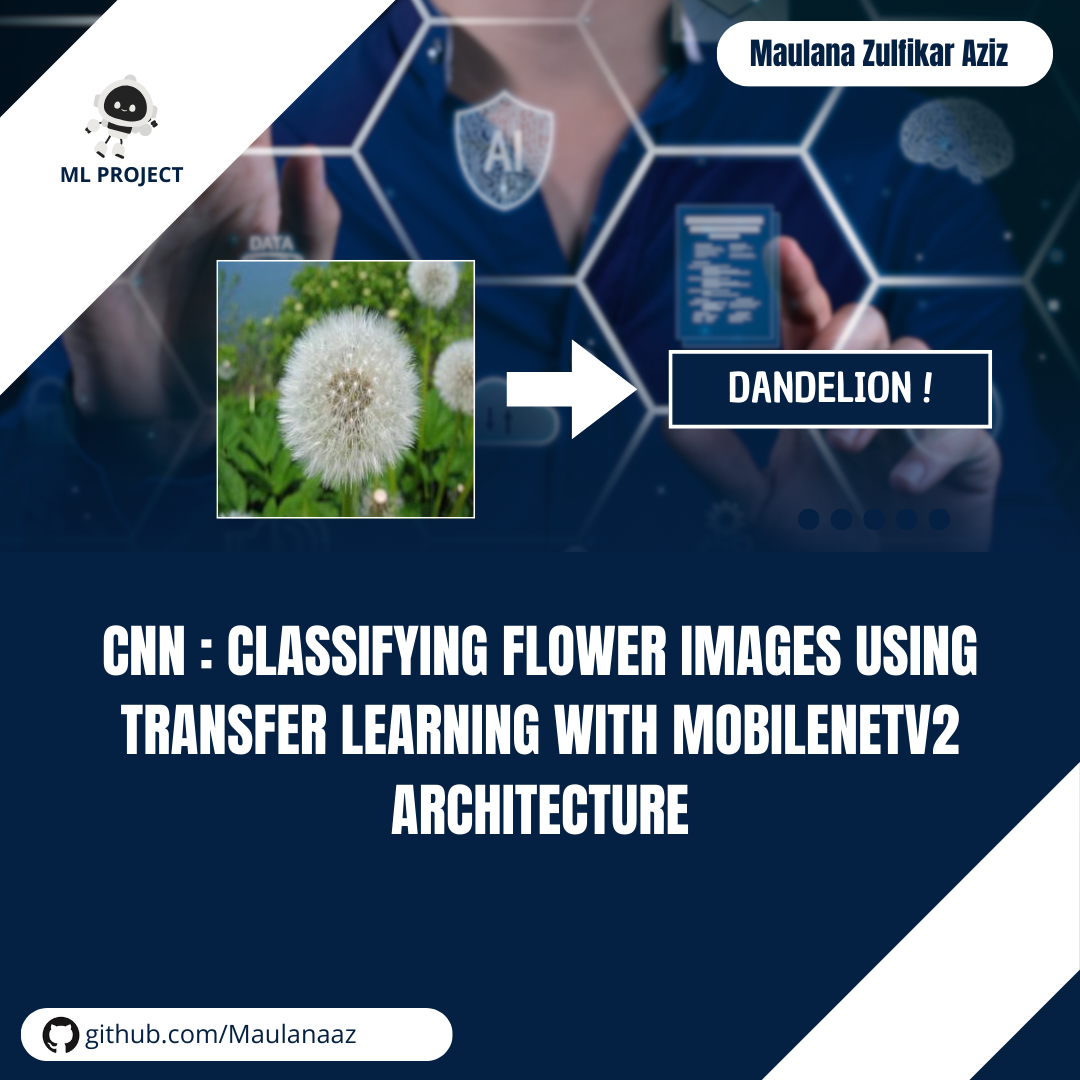 Maulana Zulfikar Aziz
ML PROJECT
AI
DATA
DANDELION !
CNN : CLASSIFYING FLOWER IMAGES USING
TRANSFER LEARNING WITH MOBILENETV2
ARCHITECTURE
github.com/Maulanaaz